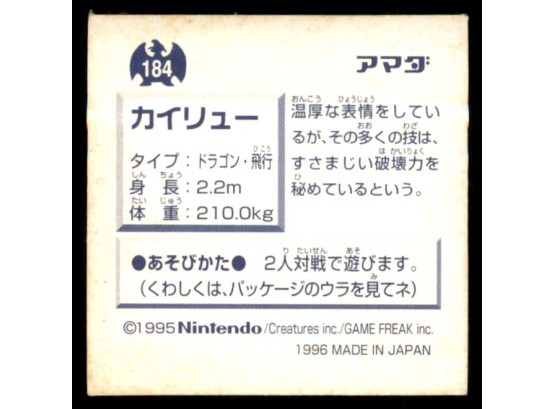 184
アマダ
カイリュー
タイプ：ドラゴン・飛行
身長：2.2m
体重：210.0kg
温厚な表情をしてい
るが、その多くの技は、
すさまじい破壊力を
秘めているという。
●あそびかた● 2人対戦で遊びます。
（くわしくは、パッケージのウラを見てネ）
©1995 Nintendo/Creatures inc./GAME FREAK inc.
1996 MADE IN JAPAN